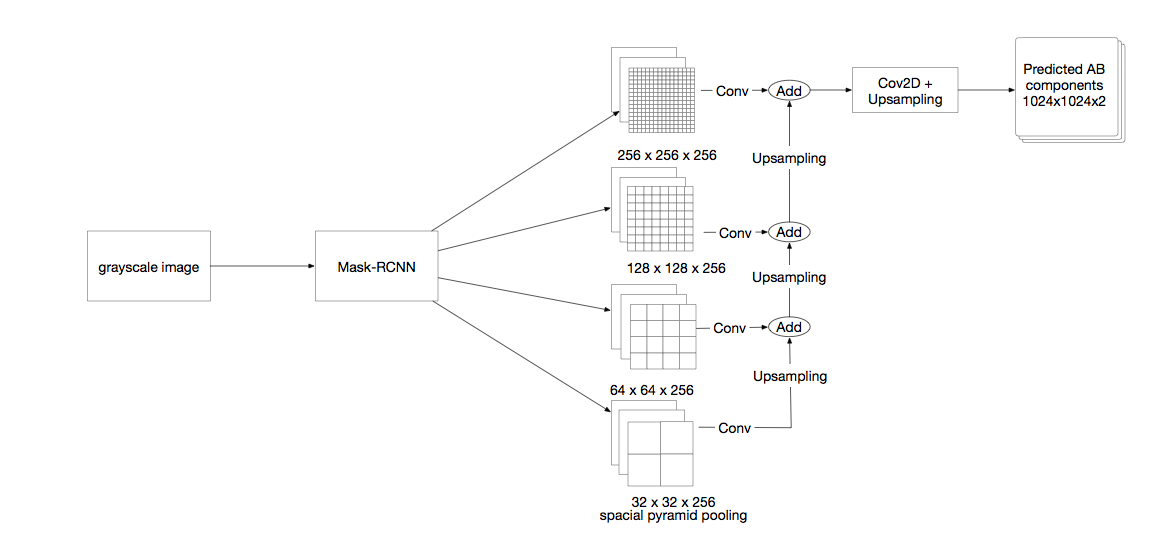 grayscale image
Mask-RCNN
256 x 256 x 256
128 x 128 x 256
64 x 64 x 256
32 x 32 x 256
spacial pyramid pooling
Conv
Add
Upsampling
Conv
Add
Upsampling
Conv
Add
Upsampling
Conv
Cov2D +
Upsampling
Predicted AB
components
1024x1024x2